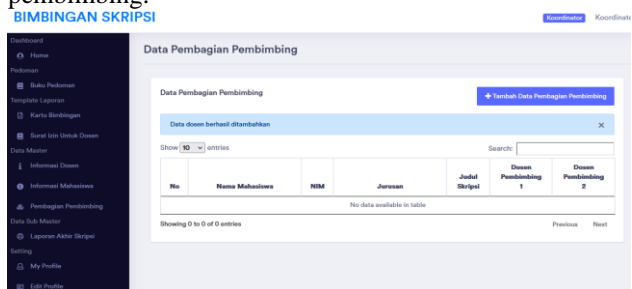 pembimbing.
BIMBINGAN SKRIPSI
Koordinator Koordinato
Dashboard
Home
Pedoman
Buku Pedoman
Template Laporan
Kartu Bimbingan
Surat Izin Untuk Dosen
Data Master
Informasi Dosen
Informasi Mahasiswa
Pembagian Pembimbing
Data Sub Master
Laporan Akhir Skripsi
Setting
My Profile
Edit Profile
Data Pembagian Pembimbing
Data Pembagian Pembimbing
+ Tambah Data Pembagian Pembimbing
Data dosen berhasil ditambahkan ×
Show 10 entries Search:
No Nama Mahasiswa NIM Jurusan Judul Skripsi Dosen Pembimbing 1 Dosen Pembimbing 2
No data available in table
Showing 0 to 0 of 0 entries Previous Next